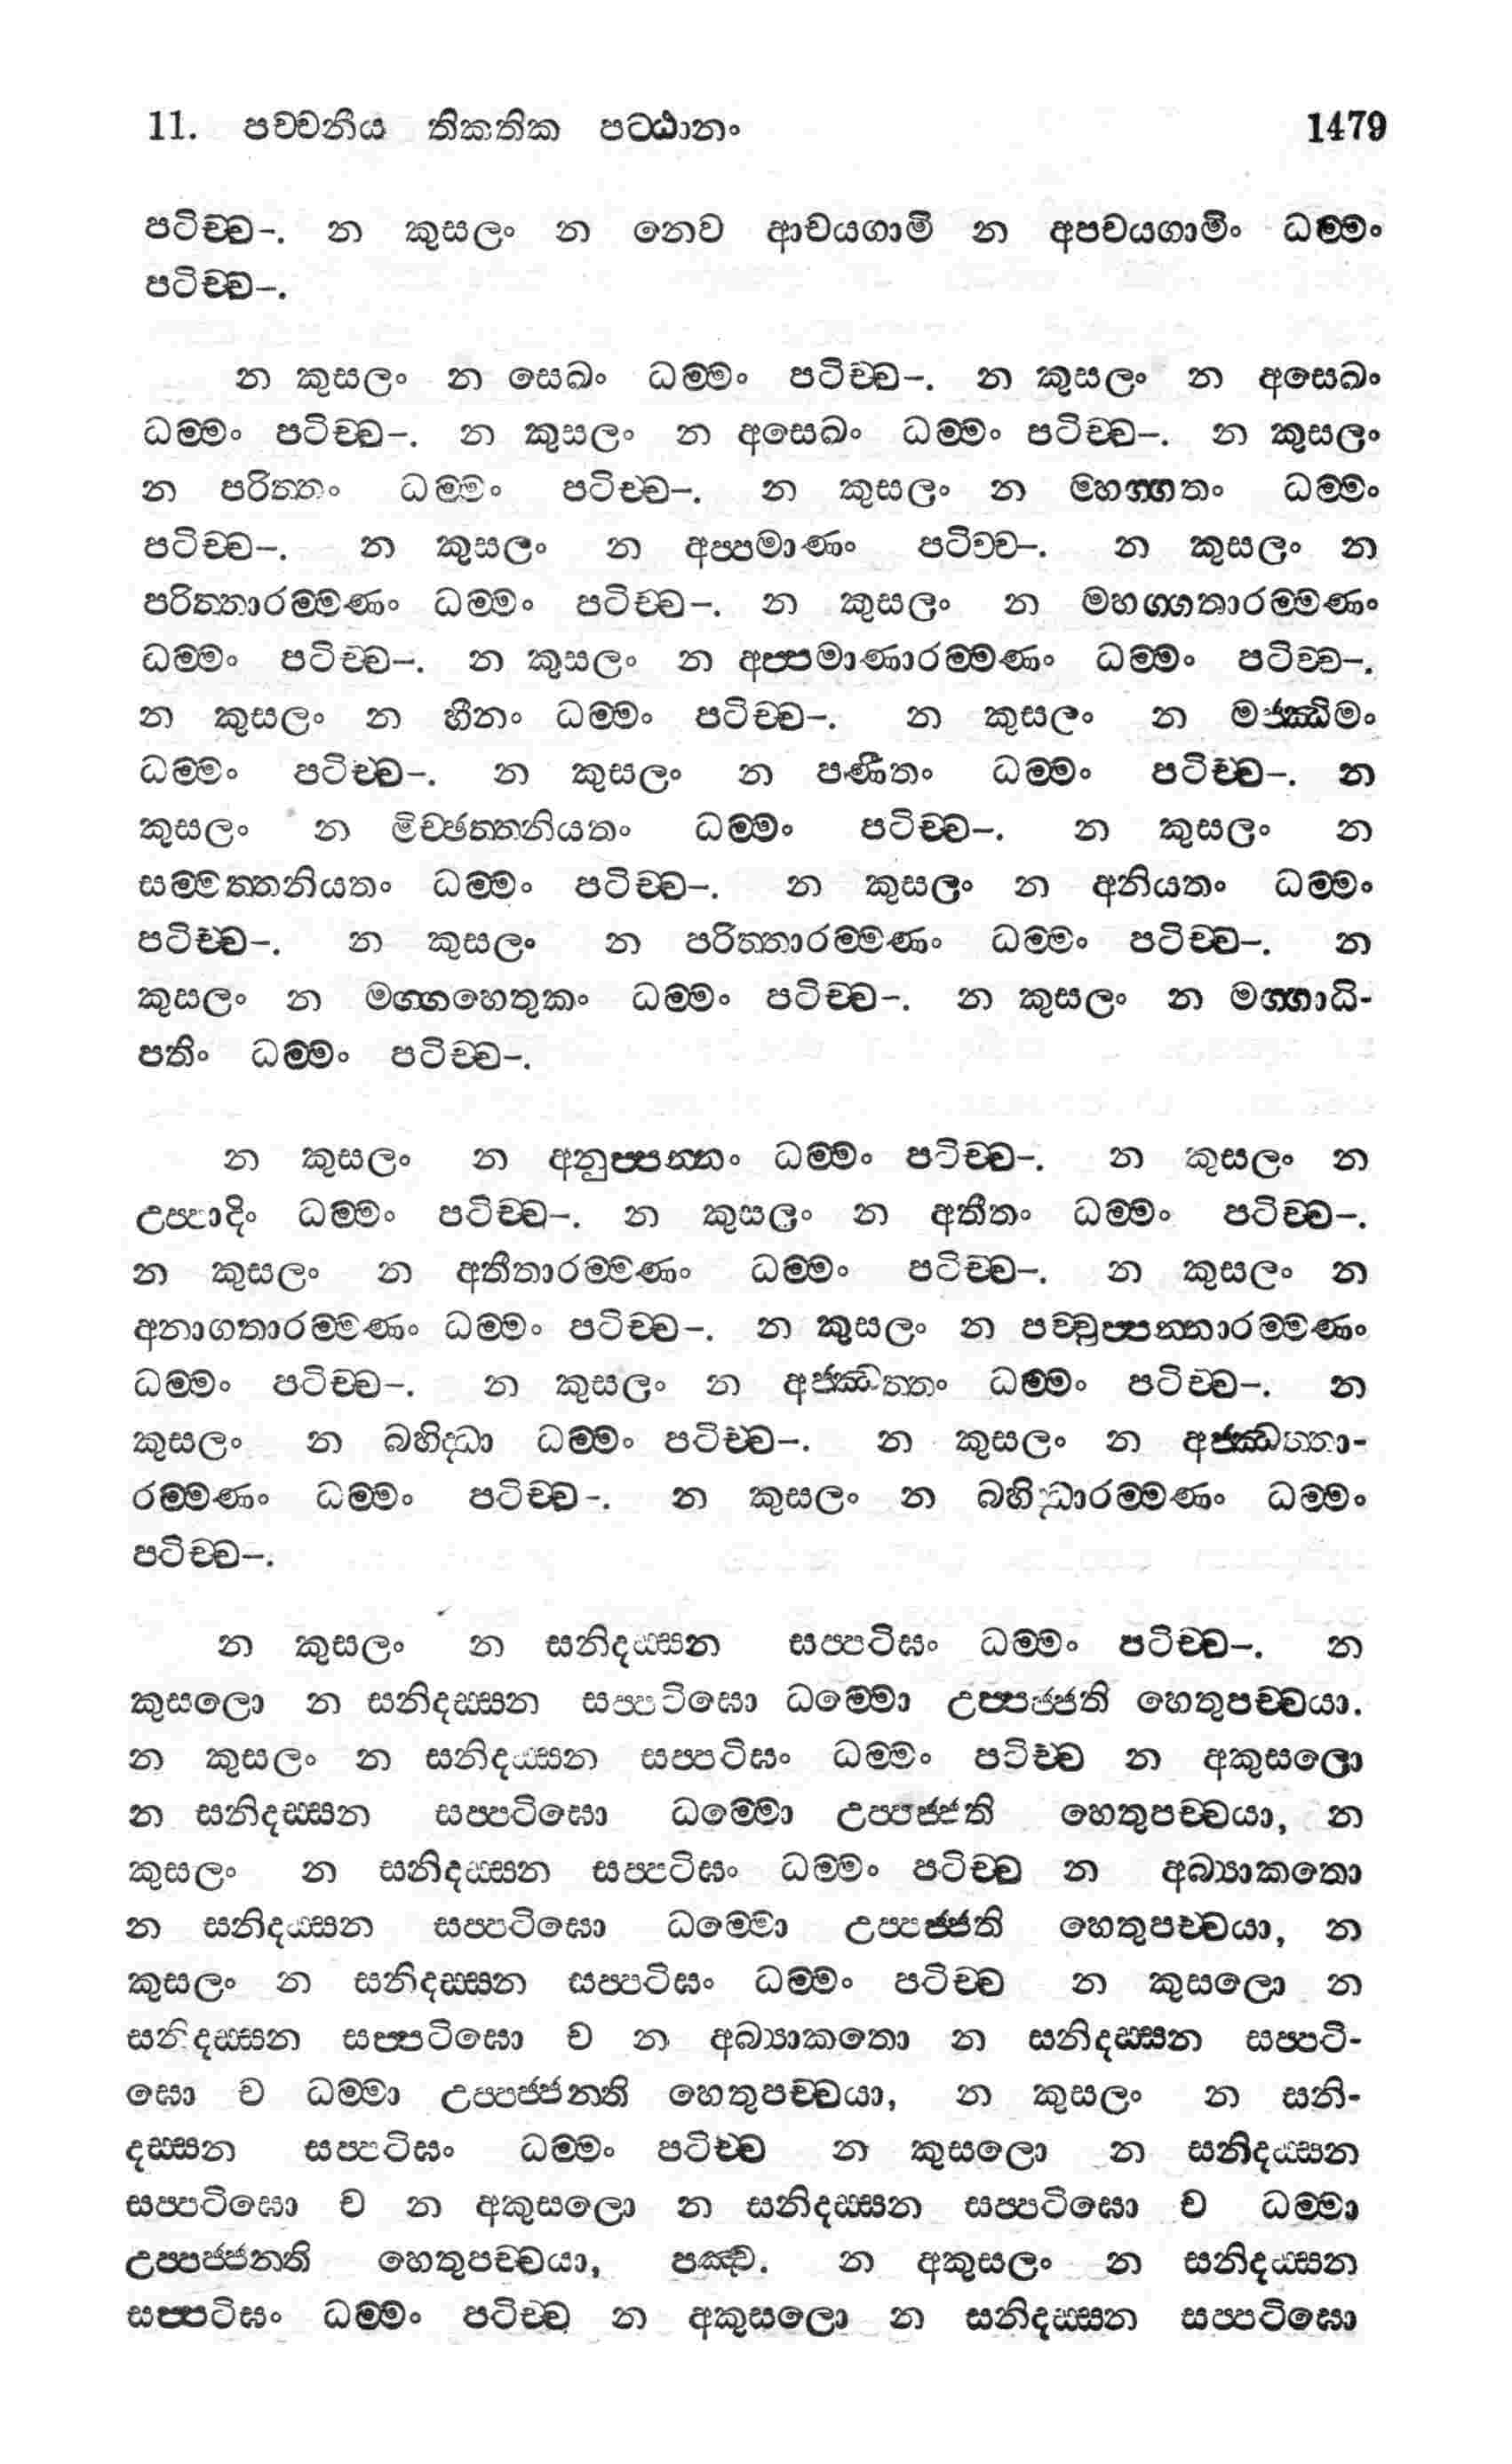 11. පච්චනීය තිකතික පට්ඨානං 1479
පටිච්ච–. න කුසලං න නෙව ආචයගාමි න අපචයගාමිං ධම්මං
පටිච්ච–.
න කුසලං න සෙඛං ධම්මං පටිච්ච–. න කුසලං න අසෙඛං
ධම්මං පටිච්ච–. න කුසලං න අසෙඛං ධම්මං පටිච්ච–. න කුසලං
න පරිත්තං ධම්මං පටිච්ච–. න කුසලං න මහග්ගතං ධම්මං
පටිච්ච–. න කුසලං න අප්පමාණං පටිච්ච–. න කුසලං න
පරිත්තාරම්මණං ධම්මං පටිච්ච–. න කුසලං න මහග්ගතාරම්මණං
ධම්මං පටිච්ච–. න කුසලං න අප්පමාණාරම්මණං ධම්මං පටිච්ච–.
න කුසලං න හීනං ධම්මං පටිච්ච–. න කුසලං න මජ්ඣිමං
ධම්මං පටිච්ච–. න කුසලං න පණීතං ධම්මං පටිච්ච–. න
කුසලං න මිච්ඡත්තනියතං ධම්මං පටිච්ච–. න කුසලං න
සම්මත්තනියතං ධම්මං පටිච්ච–. න කුසලං න අනියතං ධම්මං
පටිච්ච–. න කුසලං න පරිත්තාරම්මණං ධම්මං පටිච්ච–. න
කුසලං න මග්ගහෙතුකං ධම්මං පටිච්ච–. න කුසලං න මග්ගාධි-
පතිං ධම්මං පටිච්ච–.
න කුසලං න අනුප්පන්නං ධම්මං පටිච්ච–. න කුසලං න
උප්පාදිං ධම්මං පටිච්ච–. න කුසලං න අතීතං ධම්මං පටිච්ච–.
න කුසලං න අතීතාරම්මණං ධම්මං පටිච්ච–. න කුසලං න
අනාගතාරම්මණං ධම්මං පටිච්ච–. න කුසලං න පච්චුප්පන්නාරම්මණං
ධම්මං පටිච්ච–. න කුසලං න අජ්ඣත්තං ධම්මං පටිච්ච–. න
කුසලං න බහිද්ධා ධම්මං පටිච්ච–. න කුසලං න අජ්ඣත්තා-
රම්මණං ධම්මං පටිච්ච–. න කුසලං න බහිද්ධාරම්මණං ධම්මං
පටිච්ච–.
න කුසලං න සනිදස්සන සප්පටිඝං ධම්මං පටිච්ච–. න
කුසලො න සනිදස්සන සප්පටිඝො ධම්මො උප්පජ්ජති හෙතුපච්චයා.
න කුසලං න සනිදස්සන සප්පටිඝං ධම්මං පටිච්ච න අකුසලො
න සනිදස්සන සප්පටිඝො ධම්මො උප්පජ්ජති හෙතුපච්චයා, න
කුසලං න සනිදස්සන සප්පටිඝං ධම්මං පටිච්ච න අබ්‍යාකතො
න සනිදස්සන සප්පටිඝො ධම්මො උප්පජ්ජති හෙතුපච්චයා, න
කුසලං න සනිදස්සන සප්පටිඝං ධම්මං පටිච්ච න කුසලො න
සනිදස්සන සප්පටිඝො ච න අබ්‍යාකතො න සනිදස්සන සප්පටි-
ඝො ච ධම්මා උප්පජ්ජන්ති හෙතුපච්චයා, න කුසලං න සනි-
දස්සන සප්පටිඝං ධම්මං පටිච්ච න කුසලො න සනිදස්සන
සප්පටිඝො ච න අකුසලො න සනිදස්සන සප්පටිඝො ච ධම්මා
උප්පජ්ජන්ති හෙතුපච්චයා, පඤ්ච. න අකුසලං න සනිදස්සන
සප්පටිඝං ධම්මං පටිච්ච න අකුසලො න සනිදස්සන සප්පටිඝො